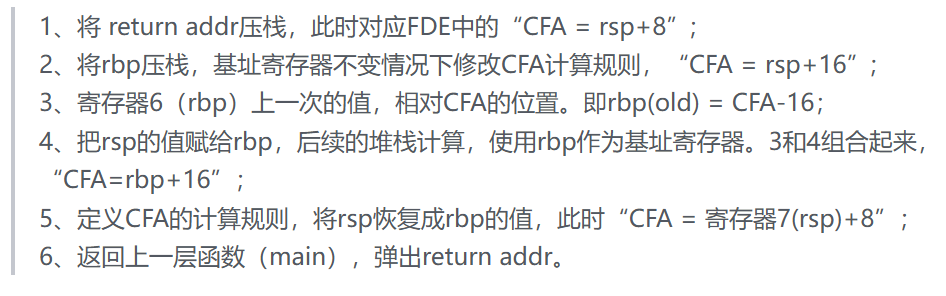 1、将 return addr压栈，此时对应FDE中的“CFA = rsp+8”；
2、将rbp压栈，基址寄存器不变情况下修改CFA计算规则，“CFA = rsp+16”；
3、寄存器6（rbp）上一次的值，相对CFA的位置。即rbp(old) = CFA-16；
4、把rsp的值赋给rbp，后续的堆栈计算，使用rbp作为基址寄存器。3和4组合起来，
“CFA=rbp+16”；
5、定义CFA的计算规则，将rsp恢复成rbp的值，此时“CFA = 寄存器7(rsp)+8”；
6、返回上一层函数（main），弹出return addr。